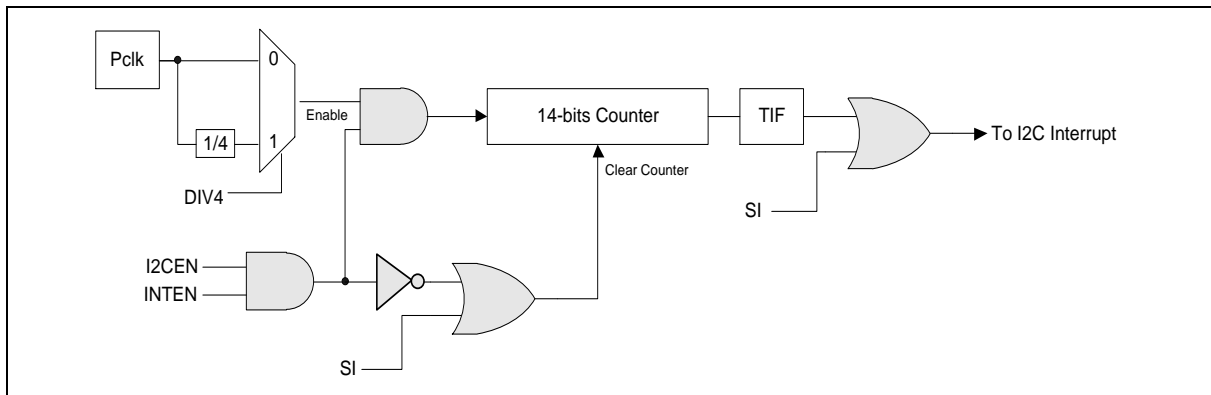 Pclk
0
1/4
1
DIV4
Enable
14-bits Counter
TIF
To I2C Interrupt
Clear Counter
SI
I2CEN
INTEN
SI